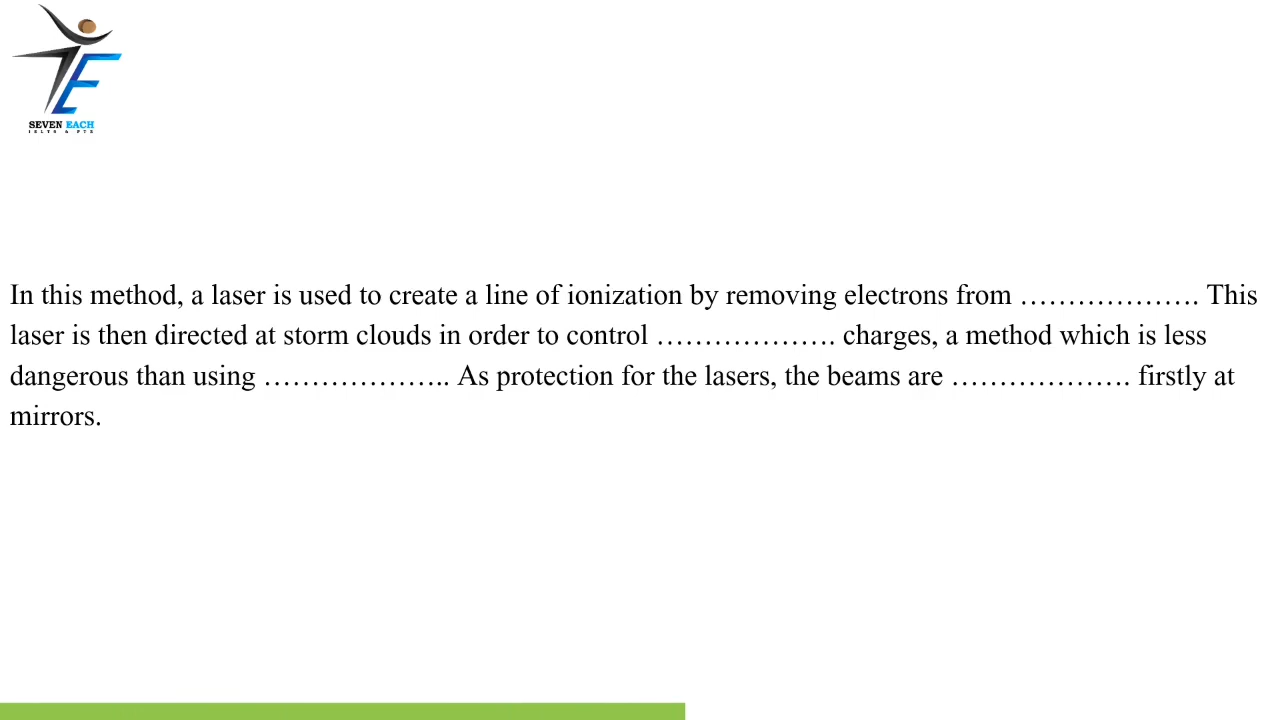 SEVEN EACH
IELTS & PTE
In this method, a laser is used to create a line of ionization by removing electrons from ………………. This
laser is then directed at storm clouds in order to control ………………. charges, a method which is less
dangerous than using ……………….. As protection for the lasers, the beams are ………………. firstly at
mirrors.